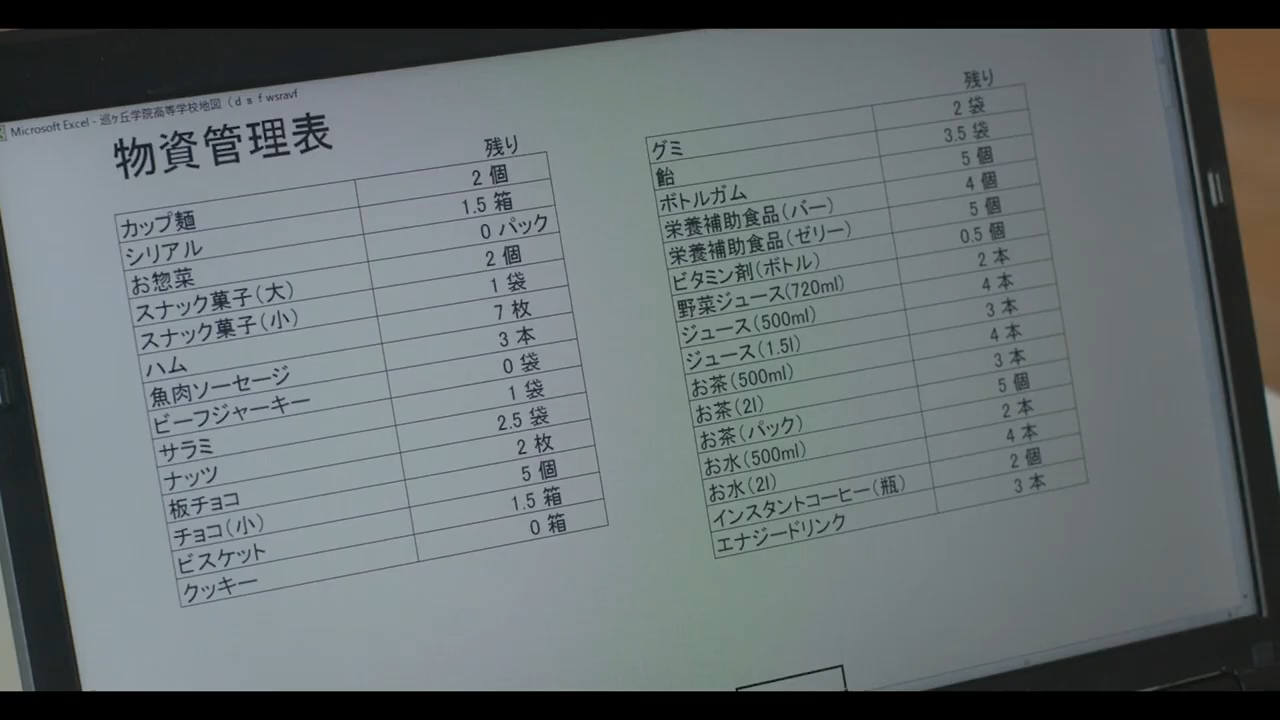 Microsoft Excel - 巡ヶ丘学院高等学校地図（ｄｓｆwsravf
物資管理表
残り
カップ麺 2 個
シリアル 1.5 箱
お惣菜 0 パック
スナック菓子(大) 2 個
スナック菓子(小) 1 袋
ハム 7 枚
魚肉ソーセージ 3 本
ビーフジャーキー 0 袋
サラミ 1 袋
ナッツ 2.5 袋
板チョコ 2 枚
チョコ(小) 5 個
ビスケット 1.5 箱
クッキー 0 箱
残り
グミ 2 袋
飴 3.5 袋
ボトルガム 5 個
栄養補助食品(バー) 4 個
栄養補助食品(ゼリー) 5 個
ビタミン剤(ボトル) 0.5 個
野菜ジュース(720ml) 2 本
ジュース(500ml) 4 本
ジュース(1.5l) 3 本
お茶(500ml) 4 本
お茶(2l) 3 本
お茶(パック) 5 個
お水(500ml) 2 本
お水(2l) 4 本
インスタントコーヒー(瓶) 2 個
エナジードリンク 3 本